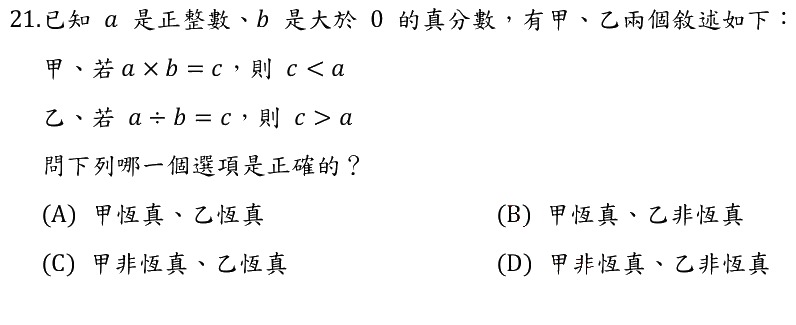 21.已知 a 是正整數、b 是大於 0 的真分數，有甲、乙兩個敘述如下：
甲、若 a × b = c，則 c < a
乙、若 a ÷ b = c，則 c > a
問下列哪一個選項是正確的？
(A) 甲恆真、乙恆真 (B) 甲恆真、乙非恆真
(C) 甲非恆真、乙恆真 (D) 甲非恆真、乙非恆真